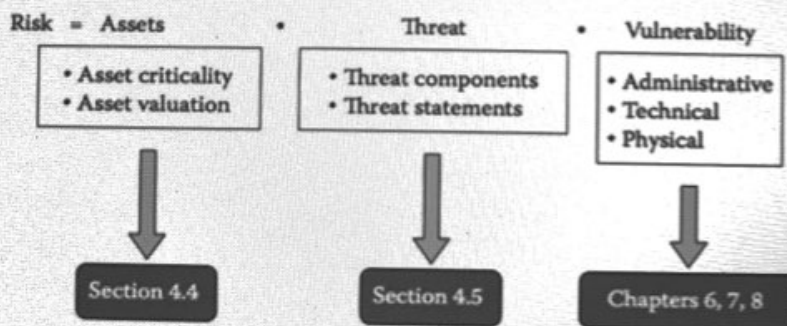 Risk = Assets • Threat • Vulnerability
• Asset criticality
• Asset valuation
• Threat components
• Threat statements
• Administrative
• Technical
• Physical
Section 4.4
Section 4.5
Chapters 6, 7, 8